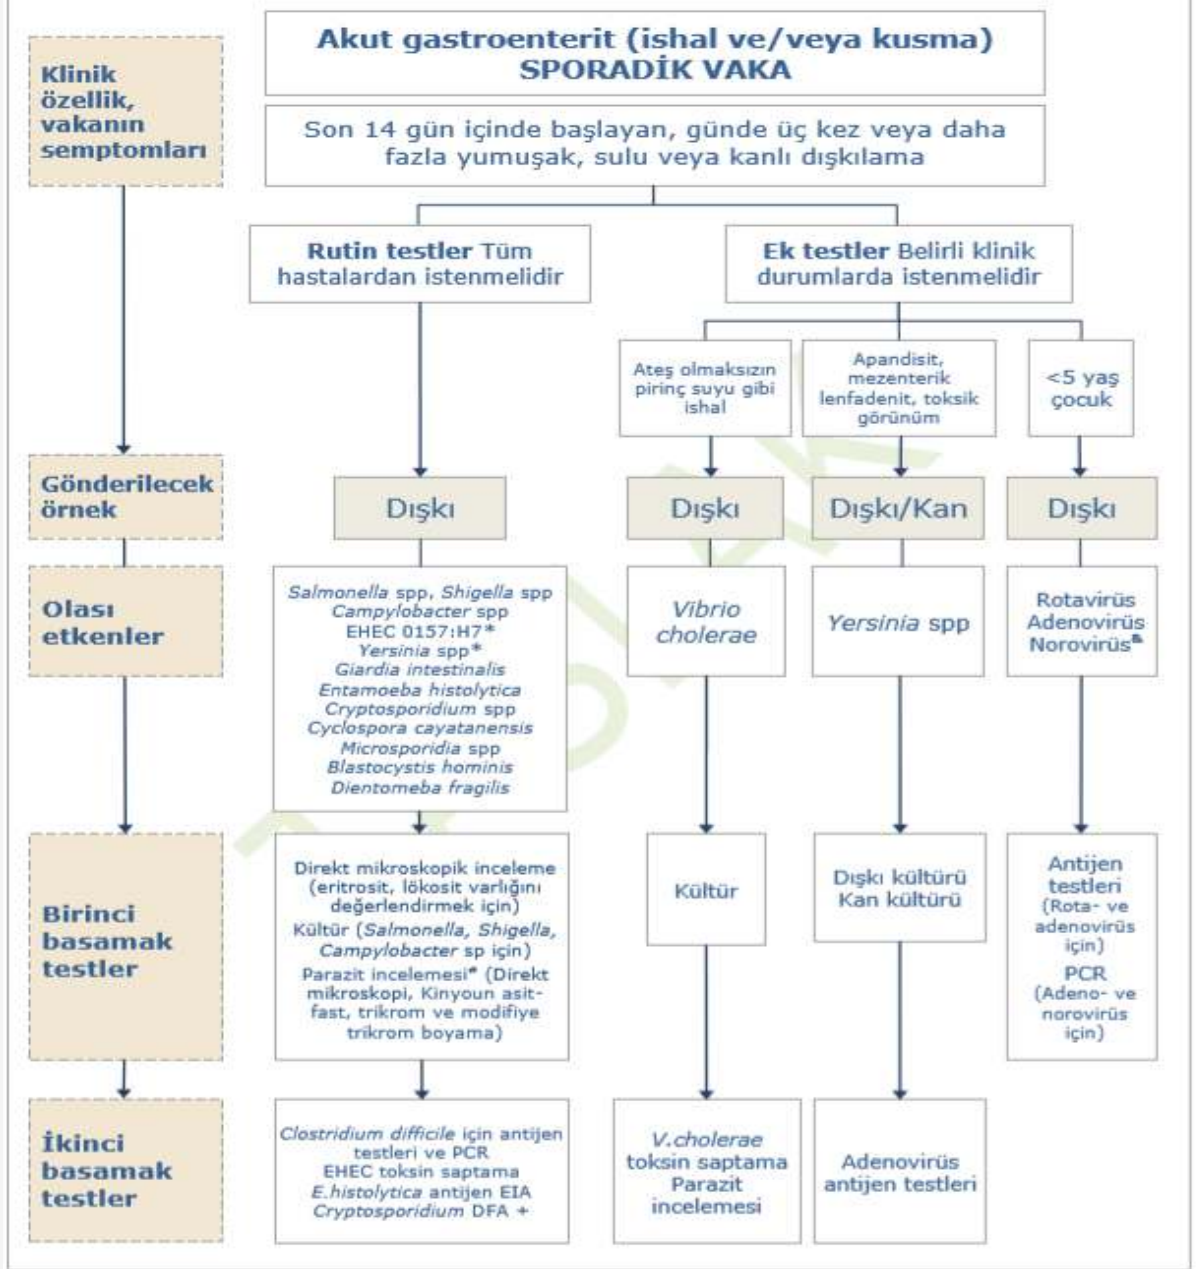 Klinik
özellik,
vakanın
semptomları
Akut gastroenterit (ishal ve/veya kusma)
SPORADİK VAKA
Son 14 gün içinde başlayan, günde üç kez veya daha
fazla yumuşak, sulu veya kanlı dışkılama
Rutin testler Tüm
hastalardan istenmelidir
Ek testler Belirli klinik
durumlarda istenmelidir
Ateş olmaksızın
pirinç suyu gibi
ishal
Apandisit,
mezenterik
lenfadenit, toksik
görünüm
<5 yaş
çocuk
Gönderilecek
örnek
Dışkı
Dışkı
Dışkı/Kan
Dışkı
Olası
etkenler
Salmonella spp, Shigella spp
Campylobacter spp
EHEC 0157:H7*
Yersinia spp*
Giardia intestinalis
Entamoeba histolytica
Cryptosporidium spp
Cyclospora cayatanensis
Microsporidia spp
Blastocystis hominis
Dientomeba fragilis
Vibrio
cholerae
Yersinia spp
Rotavirüs
Adenovirüs
Norovirüs&
Birinci
basamak
testler
Direkt mikroskopik inceleme
(eritrosit, lökosit varlığını
değerlendirmek için)
Kültür (Salmonella, Shigella,
Campylobacter sp için)
Parazit incelemesi# (Direkt
mikroskopi, Kinyoun asit-
fast, trikrom ve modifiye
trikrom boyama)
Kültür
Dışkı kültürü
Kan kültürü
Antijen
testleri
(Rota- ve
adenovirüs
için)
PCR
(Adeno- ve
norovirüs
için)
İkinci
basamak
testler
Clostridium difficile için antijen
testleri ve PCR
EHEC toksin saptama
E.histolytica antijen EIA
Cryptosporidium DFA +
V.cholerae
toksin saptama
Parazit
incelemesi
Adenovirüs
antijen testleri